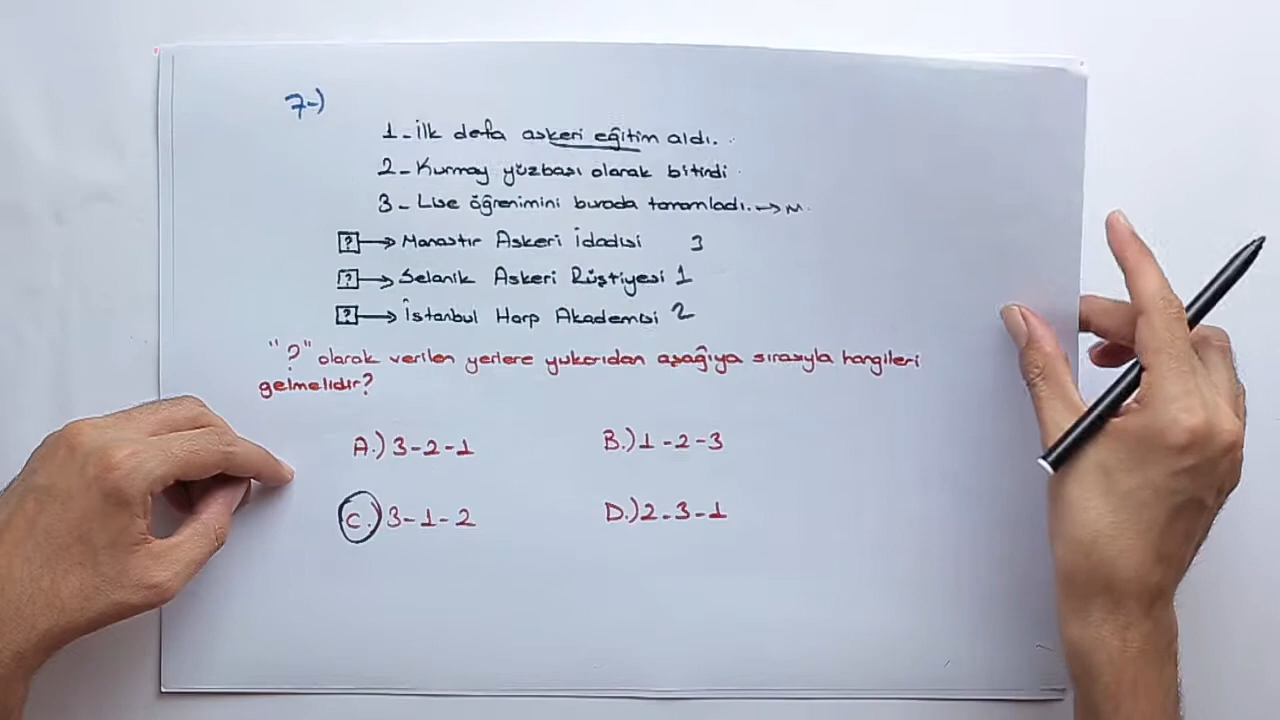 7-)
1-İlk defa askeri eğitim aldı.
2-Kurmay yüzbası olarak bitirdi
3- Lise öğrenimini burada tamamladı.→M.
? → Manastır Askeri İdadisi 3
? → Selanik Askeri Rüştiyesi 1
? → İstanbul Harp Akademisi 2
"?" olarak verilen yerlere yukarıdan aşağıya sırasıyla hangileri
gelmelidir?
A.) 3-2-1 B.) 1-2-3
C.) 3-1-2 D.) 2-3-1